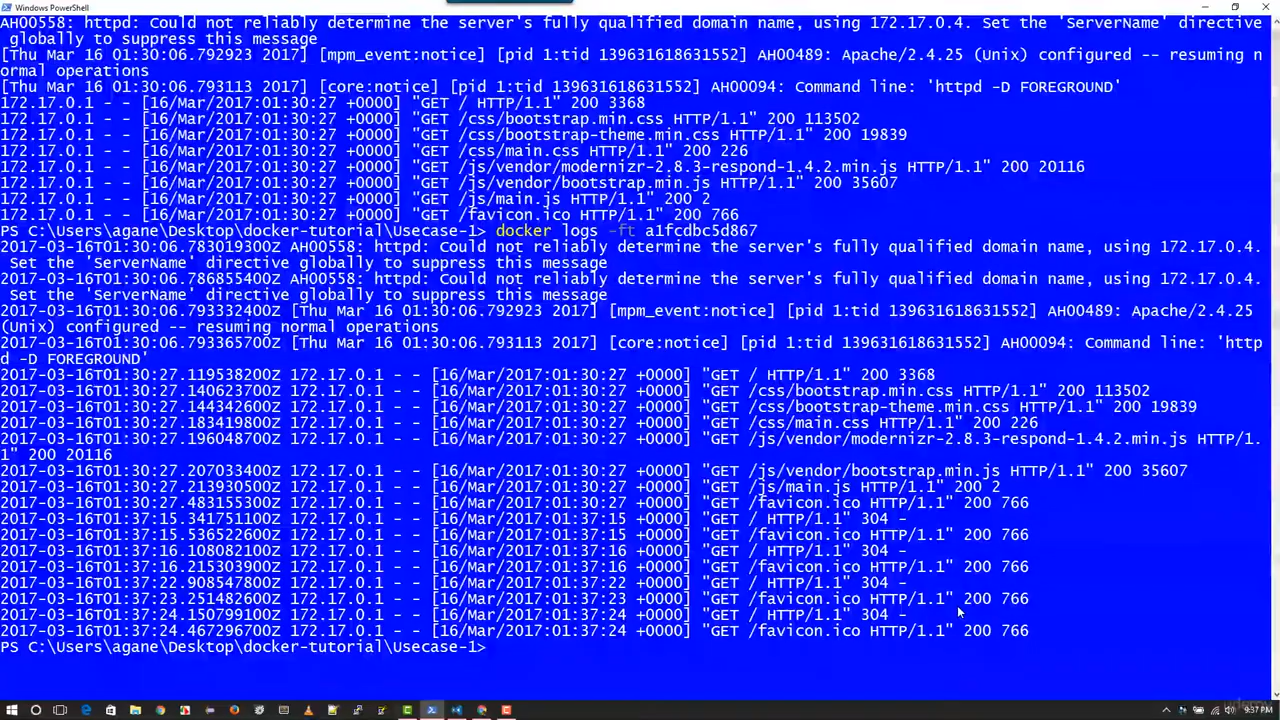 Windows PowerShell
AH00558: httpd: Could not reliably determine the server's fully qualified domain name, using 172.17.0.4. Set the 'ServerName' directive
 globally to suppress this message
[Thu Mar 16 01:30:06.792923 2017] [mpm_event:notice] [pid 1:tid 139631618631552] AH00489: Apache/2.4.25 (Unix) configured -- resuming n
ormal operations
[Thu Mar 16 01:30:06.793113 2017] [core:notice] [pid 1:tid 139631618631552] AH00094: Command line: 'httpd -D FOREGROUND'
172.17.0.1 - - [16/Mar/2017:01:30:27 +0000] "GET / HTTP/1.1" 200 3368
172.17.0.1 - - [16/Mar/2017:01:30:27 +0000] "GET /css/bootstrap.min.css HTTP/1.1" 200 113502
172.17.0.1 - - [16/Mar/2017:01:30:27 +0000] "GET /css/bootstrap-theme.min.css HTTP/1.1" 200 19839
172.17.0.1 - - [16/Mar/2017:01:30:27 +0000] "GET /css/main.css HTTP/1.1" 200 226
172.17.0.1 - - [16/Mar/2017:01:30:27 +0000] "GET /js/vendor/modernizr-2.8.3-respond-1.4.2.min.js HTTP/1.1" 200 20116
172.17.0.1 - - [16/Mar/2017:01:30:27 +0000] "GET /js/vendor/bootstrap.min.js HTTP/1.1" 200 35607
172.17.0.1 - - [16/Mar/2017:01:30:27 +0000] "GET /js/main.js HTTP/1.1" 200 2
172.17.0.1 - - [16/Mar/2017:01:30:27 +0000] "GET /favicon.ico HTTP/1.1" 200 766
PS C:\Users\agane\Desktop\docker-tutorial\Usecase-1> docker logs -ft a1fcdbc5d867
2017-03-16T01:30:06.783019300Z AH00558: httpd: Could not reliably determine the server's fully qualified domain name, using 172.17.0.4.
 Set the 'ServerName' directive globally to suppress this message
2017-03-16T01:30:06.786855400Z AH00558: httpd: Could not reliably determine the server's fully qualified domain name, using 172.17.0.4.
 Set the 'ServerName' directive globally to suppress this message
2017-03-16T01:30:06.793332400Z [Thu Mar 16 01:30:06.792923 2017] [mpm_event:notice] [pid 1:tid 139631618631552] AH00489: Apache/2.4.25
(Unix) configured -- resuming normal operations
2017-03-16T01:30:06.793365700Z [Thu Mar 16 01:30:06.793113 2017] [core:notice] [pid 1:tid 139631618631552] AH00094: Command line: 'http
d -D FOREGROUND'
2017-03-16T01:30:27.119538200Z 172.17.0.1 - - [16/Mar/2017:01:30:27 +0000] "GET / HTTP/1.1" 200 3368
2017-03-16T01:30:27.140623700Z 172.17.0.1 - - [16/Mar/2017:01:30:27 +0000] "GET /css/bootstrap.min.css HTTP/1.1" 200 113502
2017-03-16T01:30:27.144342600Z 172.17.0.1 - - [16/Mar/2017:01:30:27 +0000] "GET /css/bootstrap-theme.min.css HTTP/1.1" 200 19839
2017-03-16T01:30:27.183419800Z 172.17.0.1 - - [16/Mar/2017:01:30:27 +0000] "GET /css/main.css HTTP/1.1" 200 226
2017-03-16T01:30:27.196048700Z 172.17.0.1 - - [16/Mar/2017:01:30:27 +0000] "GET /js/vendor/modernizr-2.8.3-respond-1.4.2.min.js HTTP/1.
1" 200 20116
2017-03-16T01:30:27.207033400Z 172.17.0.1 - - [16/Mar/2017:01:30:27 +0000] "GET /js/vendor/bootstrap.min.js HTTP/1.1" 200 35607
2017-03-16T01:30:27.213930500Z 172.17.0.1 - - [16/Mar/2017:01:30:27 +0000] "GET /js/main.js HTTP/1.1" 200 2
2017-03-16T01:30:27.483155300Z 172.17.0.1 - - [16/Mar/2017:01:30:27 +0000] "GET /favicon.ico HTTP/1.1" 200 766
2017-03-16T01:37:15.341751100Z 172.17.0.1 - - [16/Mar/2017:01:37:15 +0000] "GET / HTTP/1.1" 304 -
2017-03-16T01:37:15.536522600Z 172.17.0.1 - - [16/Mar/2017:01:37:15 +0000] "GET /favicon.ico HTTP/1.1" 200 766
2017-03-16T01:37:16.108082100Z 172.17.0.1 - - [16/Mar/2017:01:37:16 +0000] "GET / HTTP/1.1" 304 -
2017-03-16T01:37:16.215303900Z 172.17.0.1 - - [16/Mar/2017:01:37:16 +0000] "GET /favicon.ico HTTP/1.1" 200 766
2017-03-16T01:37:22.908547800Z 172.17.0.1 - - [16/Mar/2017:01:37:22 +0000] "GET / HTTP/1.1" 304 -
2017-03-16T01:37:23.251482600Z 172.17.0.1 - - [16/Mar/2017:01:37:23 +0000] "GET /favicon.ico HTTP/1.1" 200 766
2017-03-16T01:37:24.150799100Z 172.17.0.1 - - [16/Mar/2017:01:37:24 +0000] "GET / HTTP/1.1" 304 -
2017-03-16T01:37:24.467296700Z 172.17.0.1 - - [16/Mar/2017:01:37:24 +0000] "GET /favicon.ico HTTP/1.1" 200 766
PS C:\Users\agane\Desktop\docker-tutorial\Usecase-1>
9:37 PM